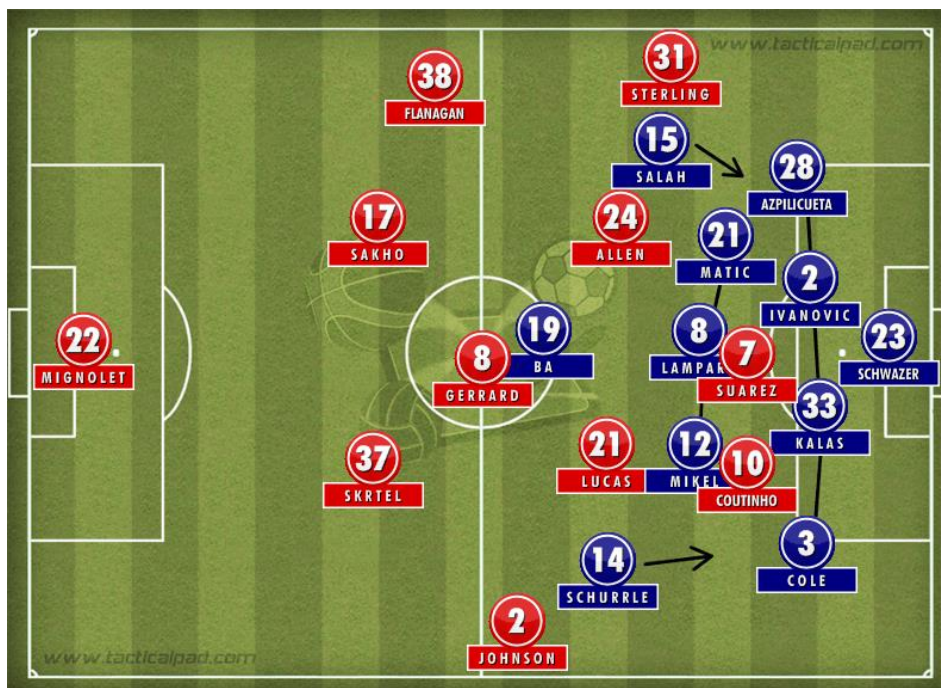 www.tacticalpad.com
31
STERLING
38
FLANAGAN
15
SALAH
28
AZPILICUETA
17
SAKHO
24
ALLEN
21
MATIC
2
IVANOVIC
22
MIGNOLET
19
BA
8
LAMPAR
23
SCHWAZER
8
GERRARD
7
SUAREZ
33
KALAS
37
SKRTEL
21
LUCAS
12
MIKEL
10
COUTINHO
14
SCHURRLE
3
COLE
2
JOHNSON
www.tacticalpad.com